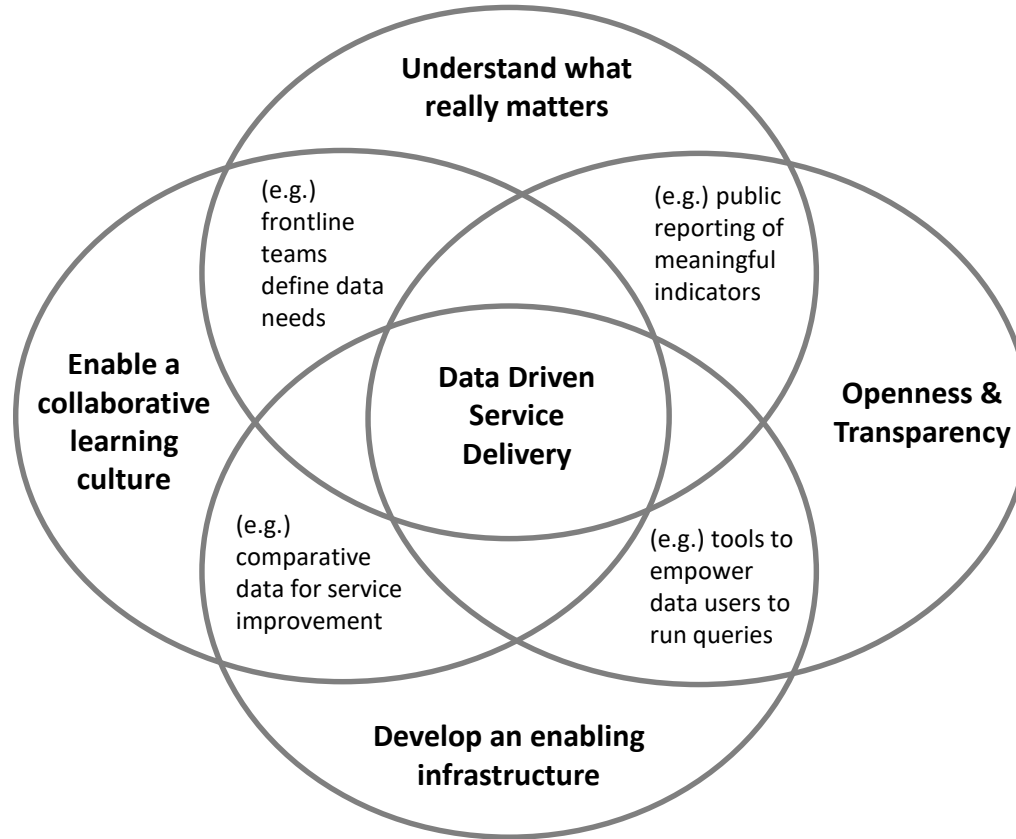 Understand what
really matters
(e.g.)
frontline
teams
define data
needs
(e.g.) public
reporting of
meaningful
indicators
Enable a
collaborative
learning
culture
Data Driven
Service
Delivery
Openness &
Transparency
(e.g.)
comparative
data for service
improvement
(e.g.) tools to
empower
data users to
run queries
Develop an enabling
infrastructure